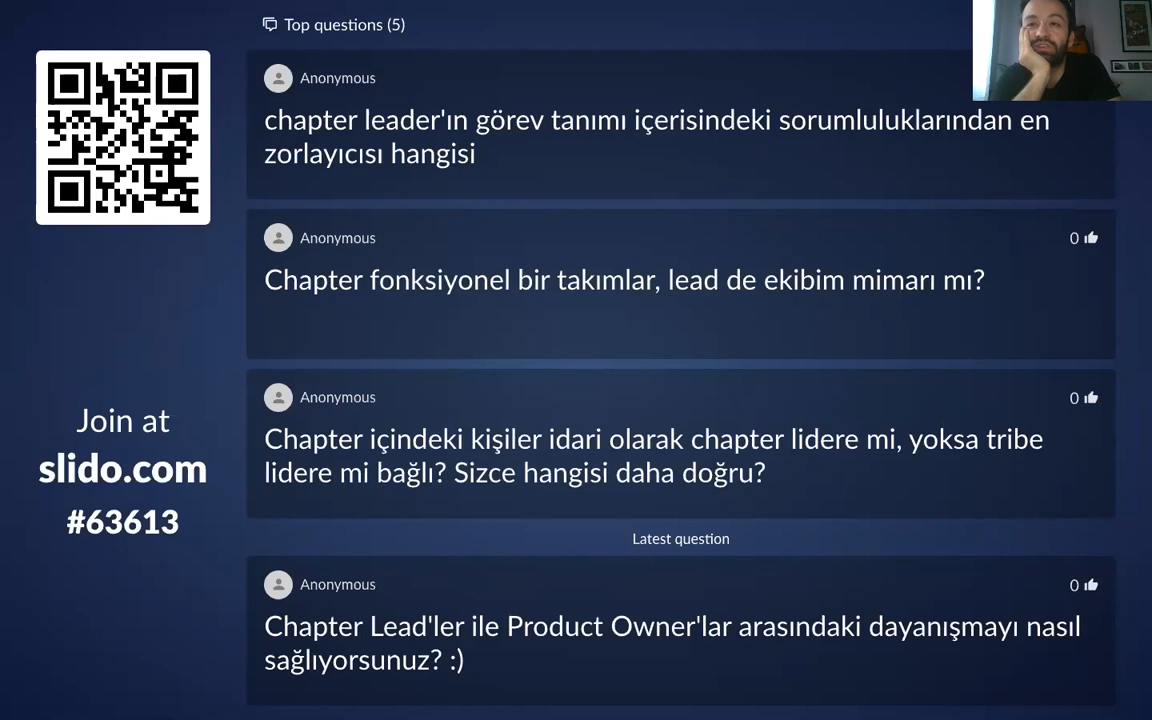 Top questions (5)
Anonymous
chapter leader'ın görev tanımı içerisindeki sorumluluklarından en
zorlayıcısı hangisi
Anonymous
0
Chapter fonksiyonel bir takımlar, lead de ekibim mimarı mı?
Anonymous
0
Chapter içindeki kişiler idari olarak chapter lidere mi, yoksa tribe
lidere mi bağlı? Sizce hangisi daha doğru?
Latest question
Anonymous
0
Chapter Lead'ler ile Product Owner'lar arasındaki dayanışmayı nasıl
sağlıyorsunuz? :)
Join at
slido.com
#63613